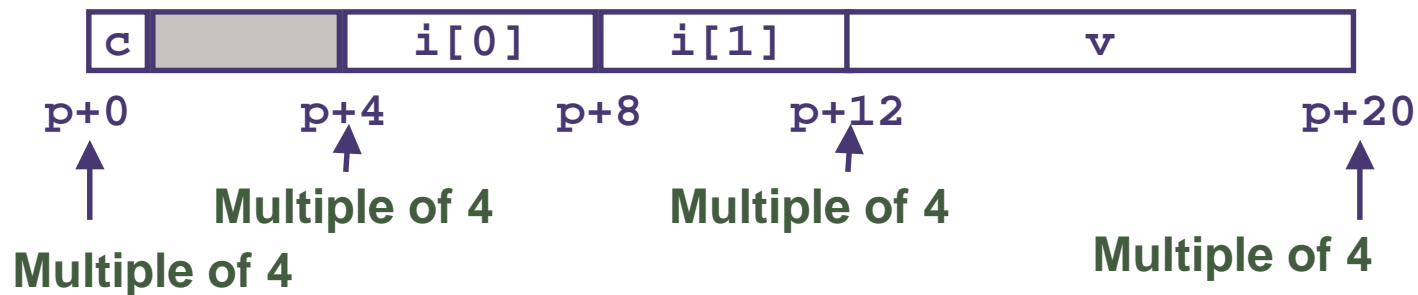 c i[0] i[1] v
p+0 p+4 p+8 p+12 p+20
Multiple of 4 Multiple of 4
Multiple of 4 Multiple of 4